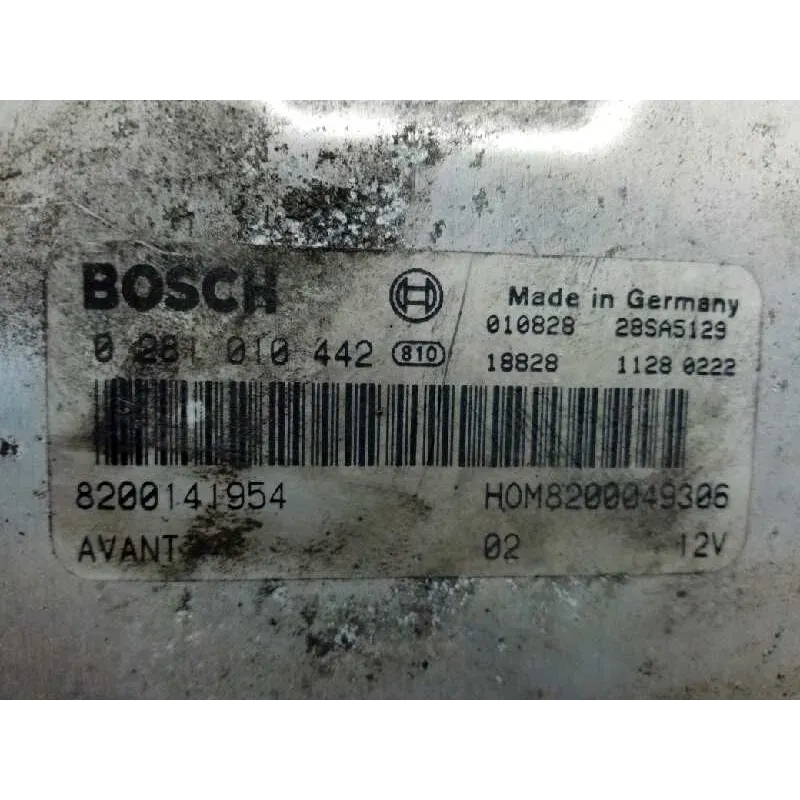 BOSCH
Made in Germany
010828 28SA5129
0 281 010 442 810
18828 1128 0222
8200141954 HOM8200049306
AVANT 02 12V